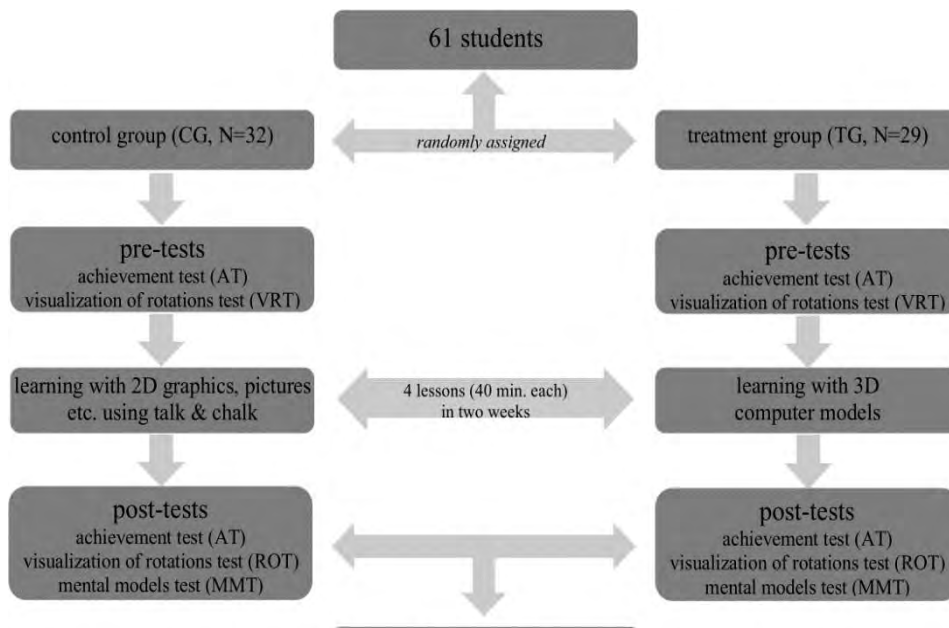 61 students
control group (CG, N=32)
randomly assigned
treatment group (TG, N=29)
pre-tests
achievement test (AT)
visualization of rotations test (VRT)
pre-tests
achievement test (AT)
visualization of rotations test (VRT)
learning with 2D graphics, pictures
etc. using talk & chalk
4 lessons (40 min. each)
in two weeks
learning with 3D
computer models
post-tests
achievement test (AT)
visualization of rotations test (ROT)
mental models test (MMT)
post-tests
achievement test (AT)
visualization of rotations test (ROT)
mental models test (MMT)